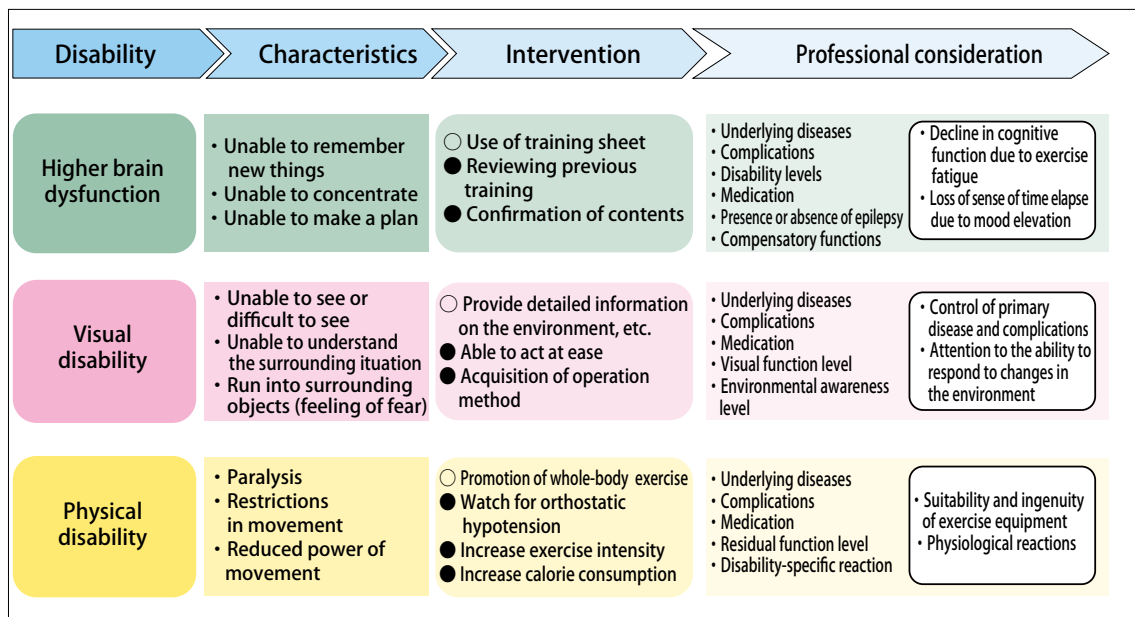 Disability
Characteristics
Intervention
Professional consideration
Higher brain
dysfunction
・Unable to remember
new things
・Unable to concentrate
・Unable to make a plan
○ Use of training sheet
● Reviewing previous
training
● Confirmation of contents
・Underlying diseases
・Complications
・Disability levels
・Medication
・Presence or absence of epilepsy
・Compensatory functions
・Decline in cognitive
function due to exercise
fatigue
・Loss of sense of time elapse
due to mood elevation
Visual
disability
・Unable to see or
difficult to see
・Unable to understand
the surrounding ituation
・Run into surrounding
objects (feeling of fear)
○ Provide detailed information
on the environment, etc.
● Able to act at ease
● Acquisition of operation
method
・Underlying diseases
・Complications
・Medication
・Visual function level
・Environmental awareness
level
・Control of primary
disease and complications
・Attention to the ability to
respond to changes in
the environment
Physical
disability
・Paralysis
・Restrictions
in movement
・Reduced power of
movement
○ Promotion of whole-body exercise
● Watch for orthostatic
hypotension
● Increase exercise intensity
● Increase calorie consumption
・Underlying diseases
・Complications
・Medication
・Residual function level
・Disability-specific reaction
・Suitability and ingenuity
of exercise equipment
・Physiological reactions